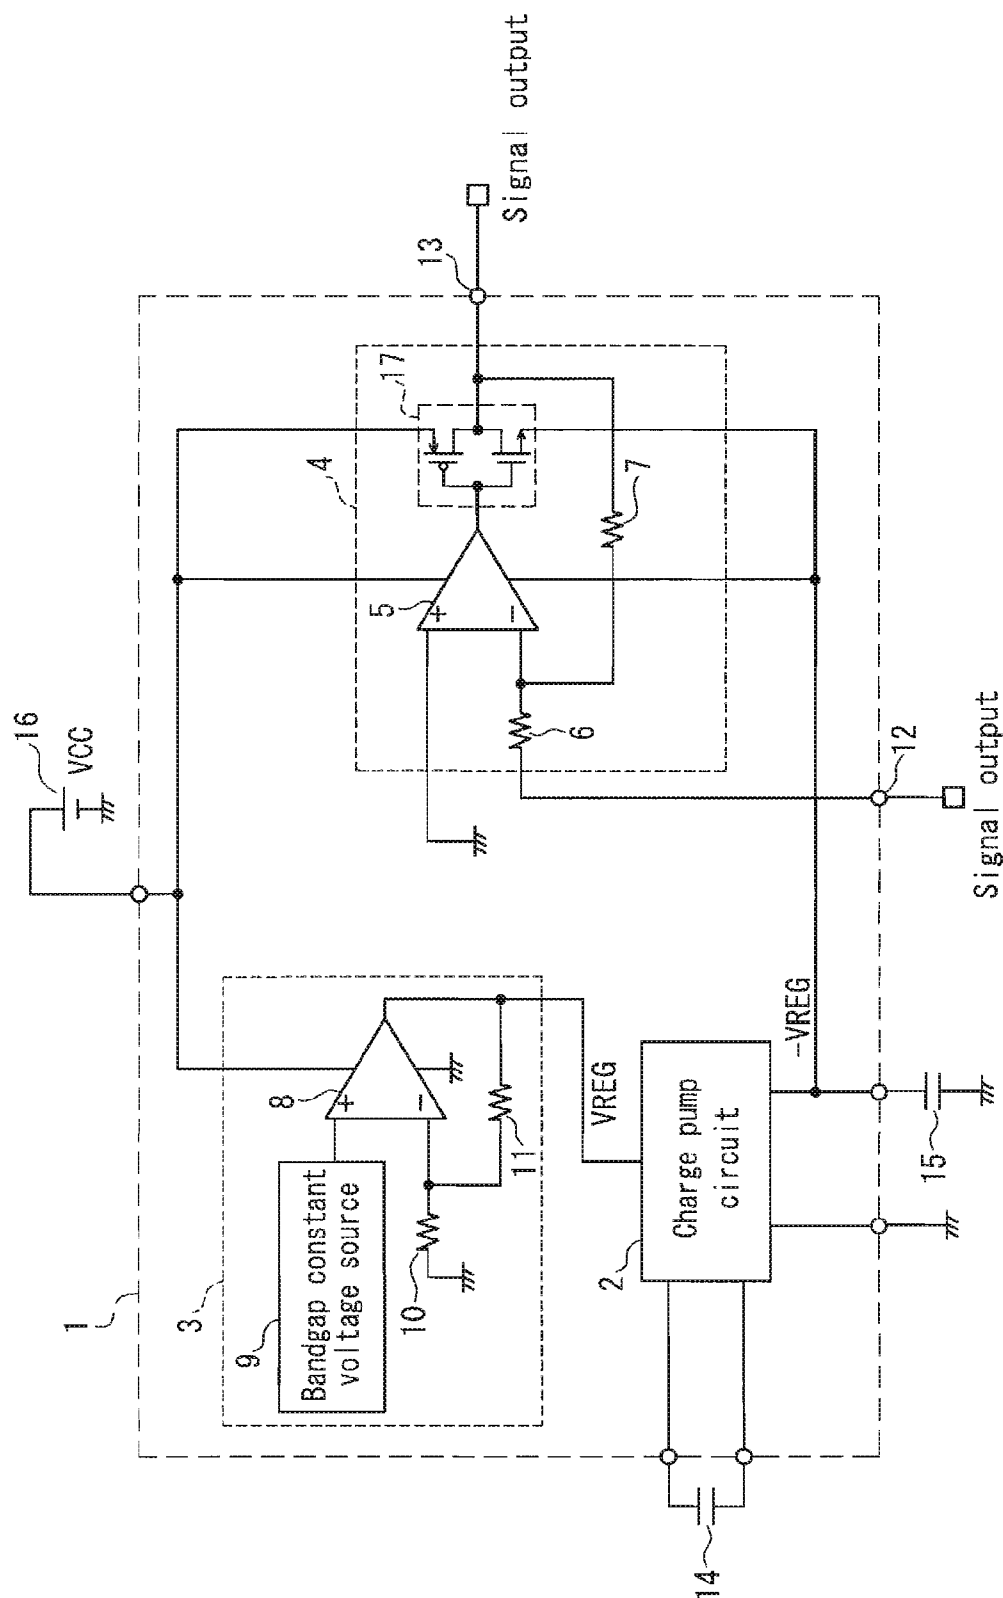 1
16
VCC
3
9
Bandgap constant
voltage source
8
+
−
10
11
VREG
2
Charge pump
circuit
−VREG
14
15
4
17
5
+
−
6
7
13
Signal output
12
Signal output